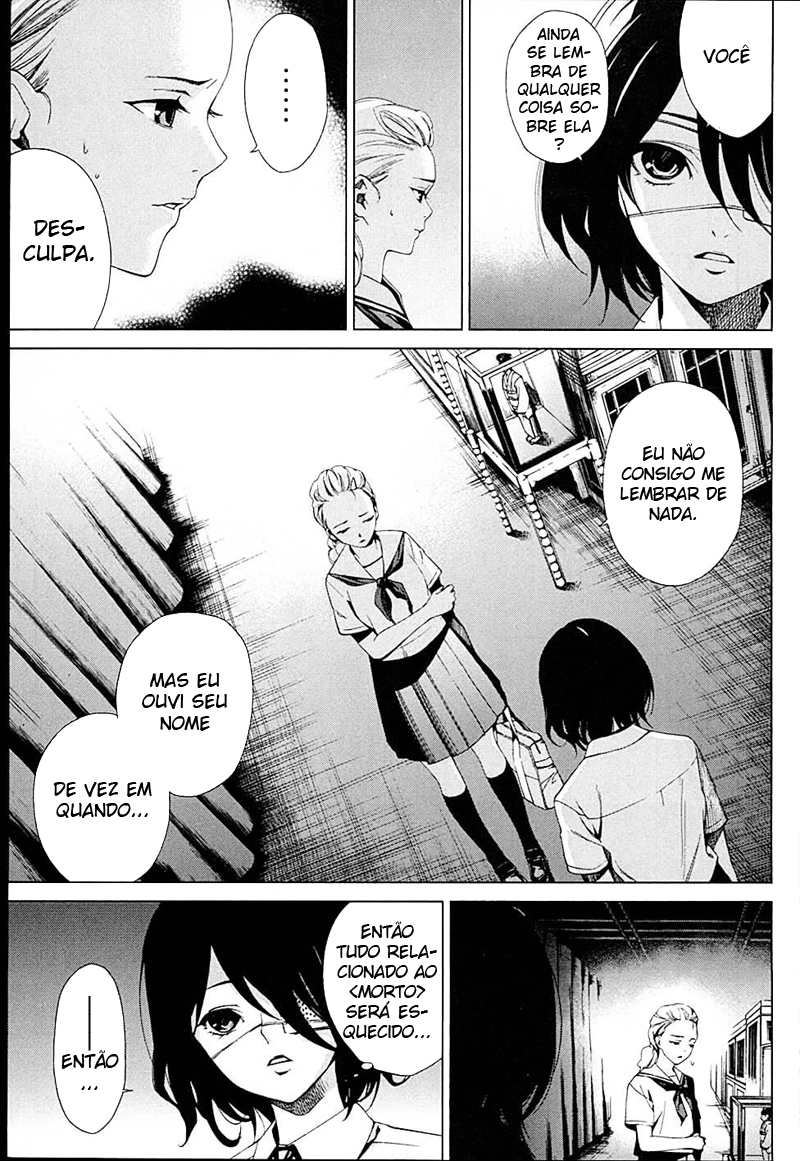 VOCÊ
AINDA
SE LEM-
BRA DE
QUALQUER
COISA SO-
BRE ELA
?
......
DES-
CULPA.
EU NÃO
CONSIGO ME
LEMBRAR DE
NADA.
MAS EU
OUVI SEU
NOME
DE VEZ EM
QUANDO...
ENTÃO
TUDO RELA-
CIONADO AO
<MORTO>
SERÁ ES-
QUECIDO...
—
ENTÃO
...